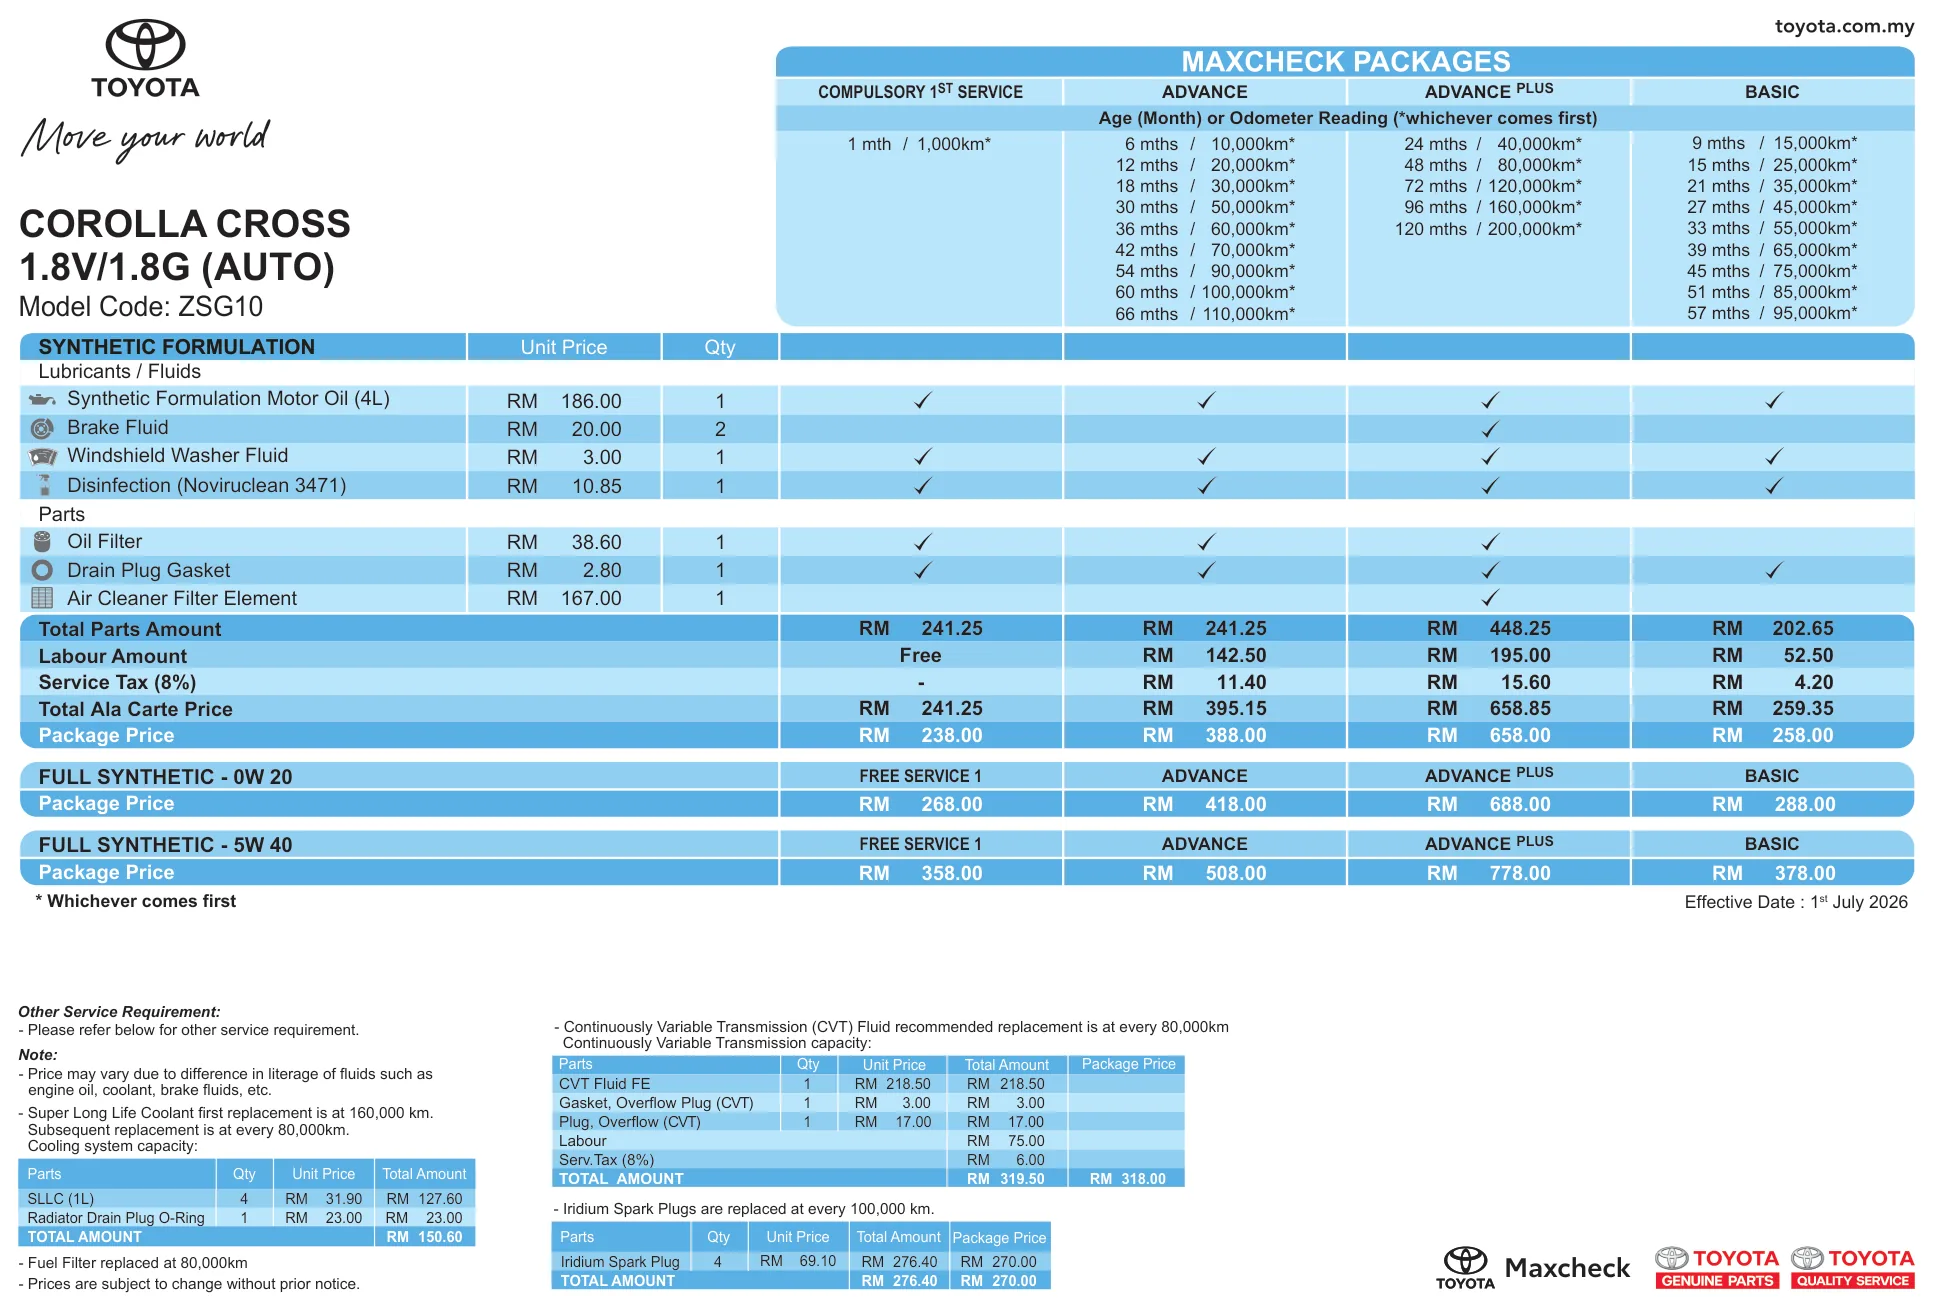 toyota.com.my
TOYOTA
Move your world
COROLLA CROSS
1.8V/1.8G (AUTO)
Model Code: ZSG10
MAXCHECK PACKAGES
COMPULSORY 1ST SERVICE ADVANCE ADVANCE PLUS BASIC
Age (Month) or Odometer Reading (*whichever comes first)
1 mth / 1,000km* 6 mths / 10,000km* 24 mths / 40,000km* 9 mths / 15,000km*
12 mths / 20,000km* 48 mths / 80,000km* 15 mths / 25,000km*
18 mths / 30,000km* 72 mths / 120,000km* 21 mths / 35,000km*
30 mths / 50,000km* 96 mths / 160,000km* 27 mths / 45,000km*
36 mths / 60,000km* 120 mths / 200,000km* 33 mths / 55,000km*
42 mths / 70,000km* 39 mths / 65,000km*
54 mths / 90,000km* 45 mths / 75,000km*
60 mths / 100,000km* 51 mths / 85,000km*
66 mths / 110,000km* 57 mths / 95,000km*
SYNTHETIC FORMULATION Unit Price Qty
Lubricants / Fluids
Synthetic Formulation Motor Oil (4L) RM 186.00 1 ✓ ✓ ✓ ✓
Brake Fluid RM 20.00 2 ✓
Windshield Washer Fluid RM 3.00 1 ✓ ✓ ✓ ✓
Disinfection (Noviruclean 3471) RM 10.85 1 ✓ ✓ ✓ ✓
Parts
Oil Filter RM 38.60 1 ✓ ✓ ✓
Drain Plug Gasket RM 2.80 1 ✓ ✓ ✓ ✓
Air Cleaner Filter Element RM 167.00 1 ✓
Total Parts Amount RM 241.25 RM 241.25 RM 448.25 RM 202.65
Labour Amount Free RM 142.50 RM 195.00 RM 52.50
Service Tax (8%) - RM 11.40 RM 15.60 RM 4.20
Total Ala Carte Price RM 241.25 RM 395.15 RM 658.85 RM 259.35
Package Price RM 238.00 RM 388.00 RM 658.00 RM 258.00
FULL SYNTHETIC - 0W 20 FREE SERVICE 1 ADVANCE ADVANCE PLUS BASIC
Package Price RM 268.00 RM 418.00 RM 688.00 RM 288.00
FULL SYNTHETIC - 5W 40 FREE SERVICE 1 ADVANCE ADVANCE PLUS BASIC
Package Price RM 358.00 RM 508.00 RM 778.00 RM 378.00
* Whichever comes first
Effective Date : 1st July 2026
Other Service Requirement:
- Please refer below for other service requirement.
Note:
- Price may vary due to difference in literage of fluids such as
engine oil, coolant, brake fluids, etc.
- Super Long Life Coolant first replacement is at 160,000 km.
Subsequent replacement is at every 80,000km.
Cooling system capacity:
Parts Qty Unit Price Total Amount
SLLC (1L) 4 RM 31.90 RM 127.60
Radiator Drain Plug O-Ring 1 RM 23.00 RM 23.00
TOTAL AMOUNT RM 150.60
- Fuel Filter replaced at 80,000km
- Prices are subject to change without prior notice.
- Continuously Variable Transmission (CVT) Fluid recommended replacement is at every 80,000km
Continuously Variable Transmission capacity:
Parts Qty Unit Price Total Amount Package Price
CVT Fluid FE 1 RM 218.50 RM 218.50
Gasket, Overflow Plug (CVT) 1 RM 3.00 RM 3.00
Plug, Overflow (CVT) 1 RM 17.00 RM 17.00
Labour RM 75.00
Serv.Tax (8%) RM 6.00
TOTAL AMOUNT RM 319.50 RM 318.00
- Iridium Spark Plugs are replaced at every 100,000 km.
Parts Qty Unit Price Total Amount Package Price
Iridium Spark Plug 4 RM 69.10 RM 276.40 RM 270.00
TOTAL AMOUNT RM 276.40 RM 270.00
TOYOTA Maxcheck
TOYOTA
GENUINE PARTS
TOYOTA
QUALITY SERVICE